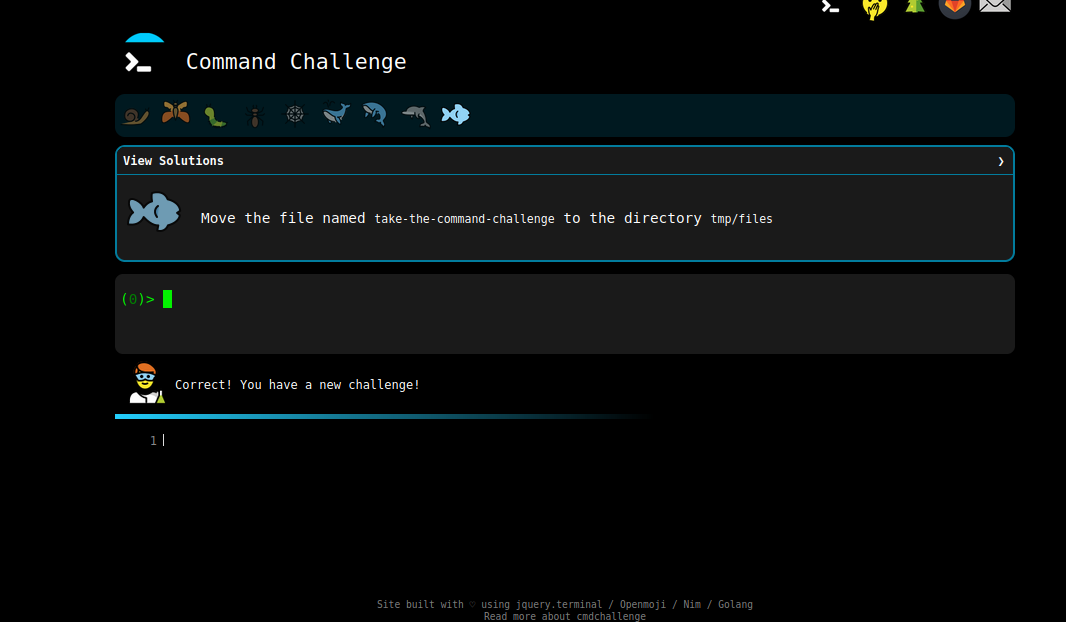 Command Challenge
View Solutions ❯
Move the file named take-the-command-challenge to the directory tmp/files
(0)>
Correct! You have a new challenge!
1
Site built with ♡ using jquery.terminal / Openmoji / Nim / Golang
Read more about cmdchallenge